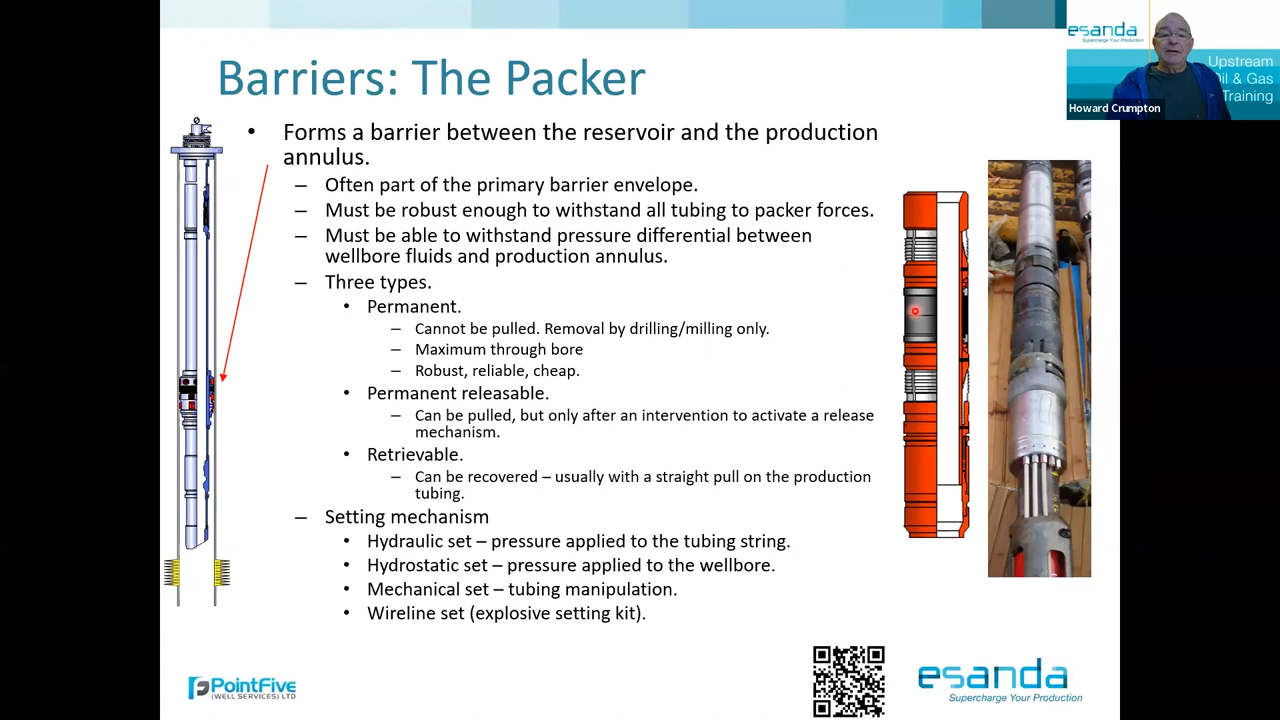 Barriers: The Packer
• Forms a barrier between the reservoir and the production
annulus.
– Often part of the primary barrier envelope.
– Must be robust enough to withstand all tubing to packer forces.
– Must be able to withstand pressure differential between
wellbore fluids and production annulus.
– Three types.
• Permanent.
– Cannot be pulled. Removal by drilling/milling only.
– Maximum through bore
– Robust, reliable, cheap.
• Permanent releasable.
– Can be pulled, but only after an intervention to activate a release
mechanism.
• Retrievable.
– Can be recovered – usually with a straight pull on the production
tubing.
– Setting mechanism
• Hydraulic set – pressure applied to the tubing string.
• Hydrostatic set – pressure applied to the wellbore.
• Mechanical set – tubing manipulation.
• Wireline set (explosive setting kit).
esanda
Supercharge Your Production
Upstream
Oil & Gas
Training
Howard Crumpton
PointFive
(WELL SERVICES) LTD
esanda
Supercharge Your Production